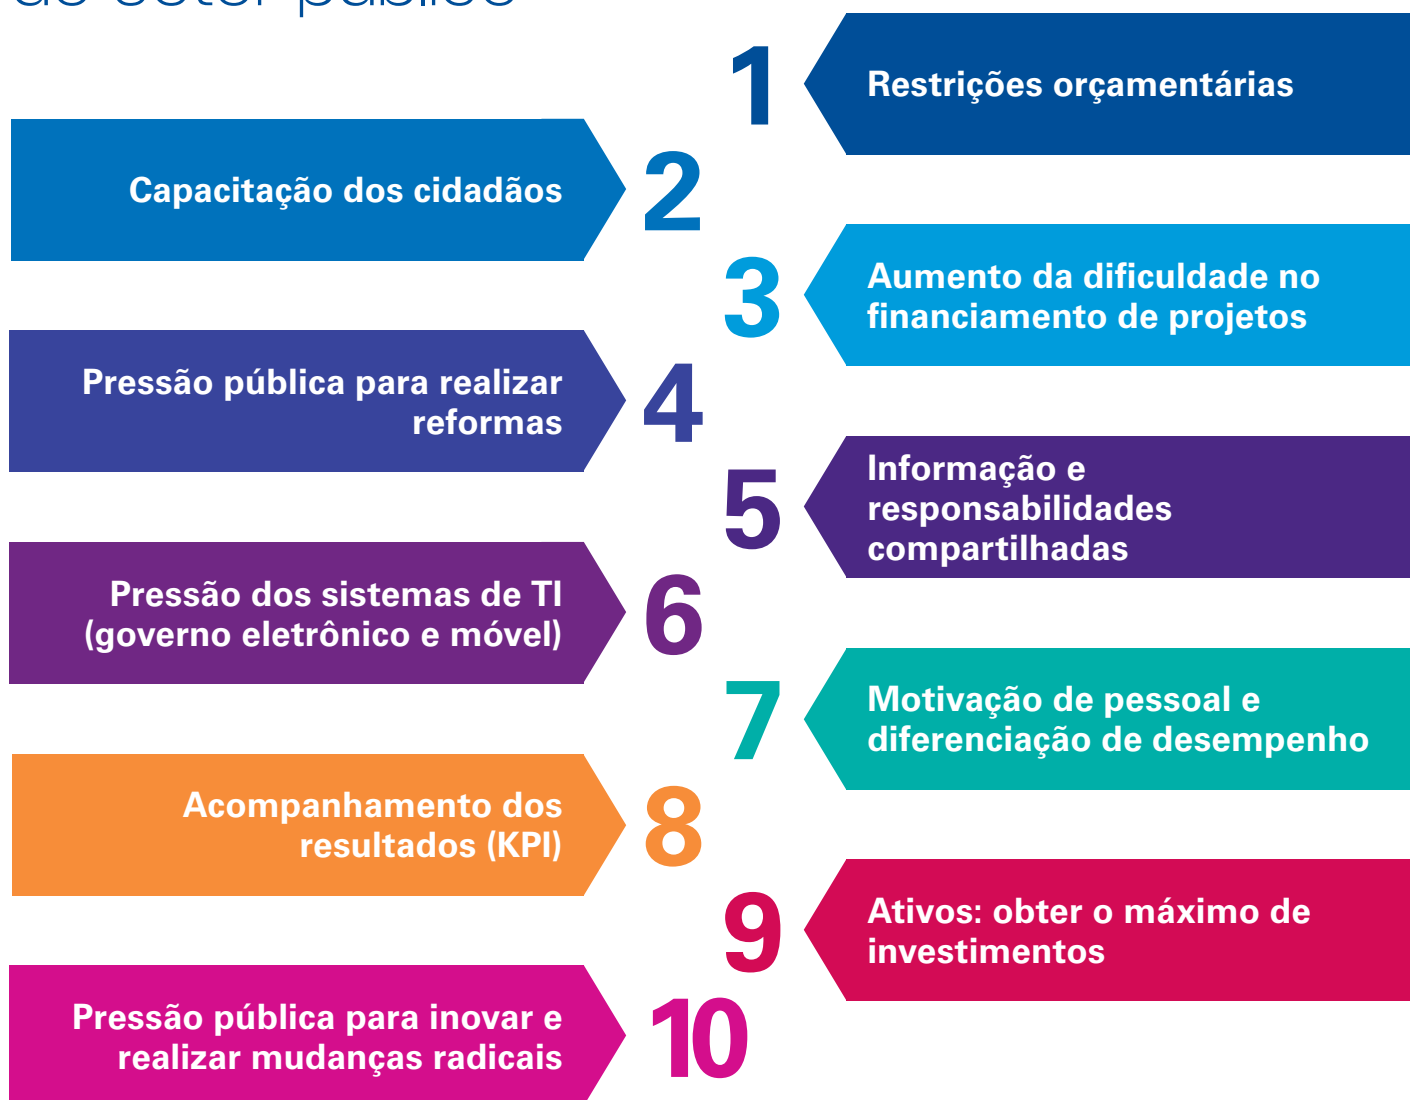 público
1
Restrições orçamentárias
Capacitação dos cidadãos
2
3
Aumento da dificuldade no
financiamento de projetos
Pressão pública para realizar
reformas
4
5
Informação e
responsabilidades
compartilhadas
Pressão dos sistemas de TI
(governo eletrônico e móvel)
6
7
Motivação de pessoal e
diferenciação de desempenho
Acompanhamento dos
resultados (KPI)
8
9
Ativos: obter o máximo de
investimentos
Pressão pública para inovar e
realizar mudanças radicais
10